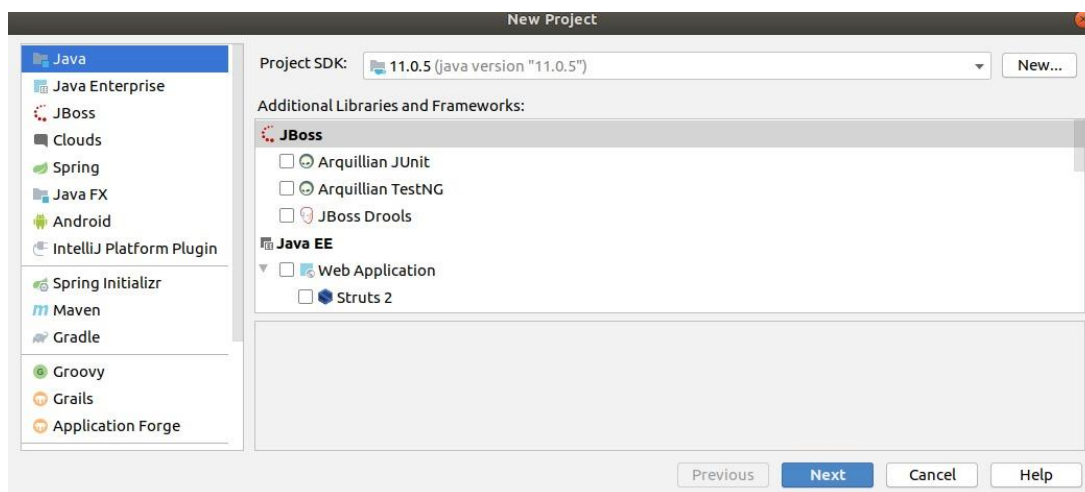 New Project
Java
Java Enterprise
JBoss
Clouds
Spring
Java FX
Android
IntelliJ Platform Plugin
Spring Initializr
Maven
Gradle
Groovy
Grails
Application Forge
Project SDK: 11.0.5 (java version "11.0.5") New...
Additional Libraries and Frameworks:
JBoss
Arquillian JUnit
Arquillian TestNG
JBoss Drools
Java EE
Web Application
Struts 2
Previous Next Cancel Help